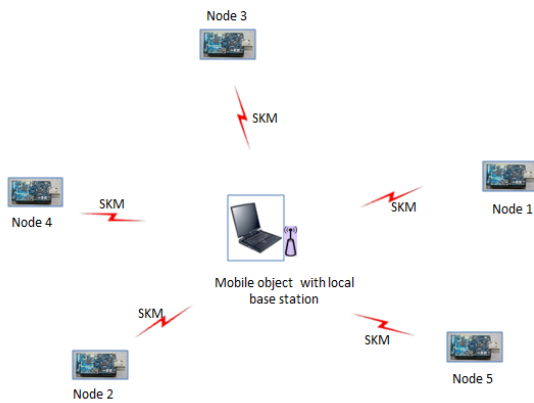 Node 3
SKM
SKM
Node 4
SKM
Node 1
Mobile object with local
base station
SKM
SKM
Node 2
Node 5